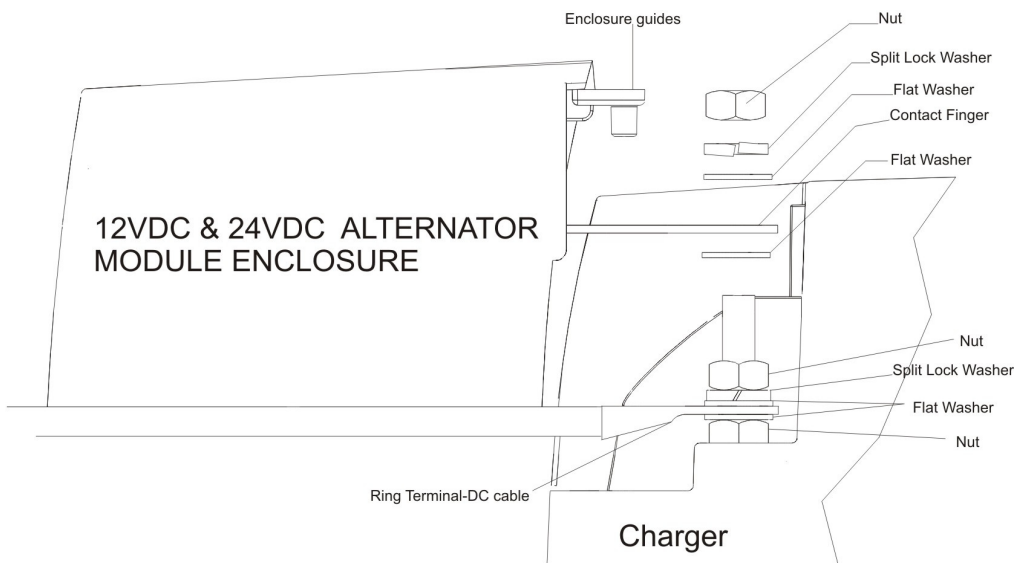 Enclosure guides
Nut
Split Lock Washer
Flat Washer
Contact Finger
Flat Washer
12VDC & 24VDC ALTERNATOR
MODULE ENCLOSURE
Nut
Split Lock Washer
Flat Washer
Nut
Ring Terminal-DC cable
Charger